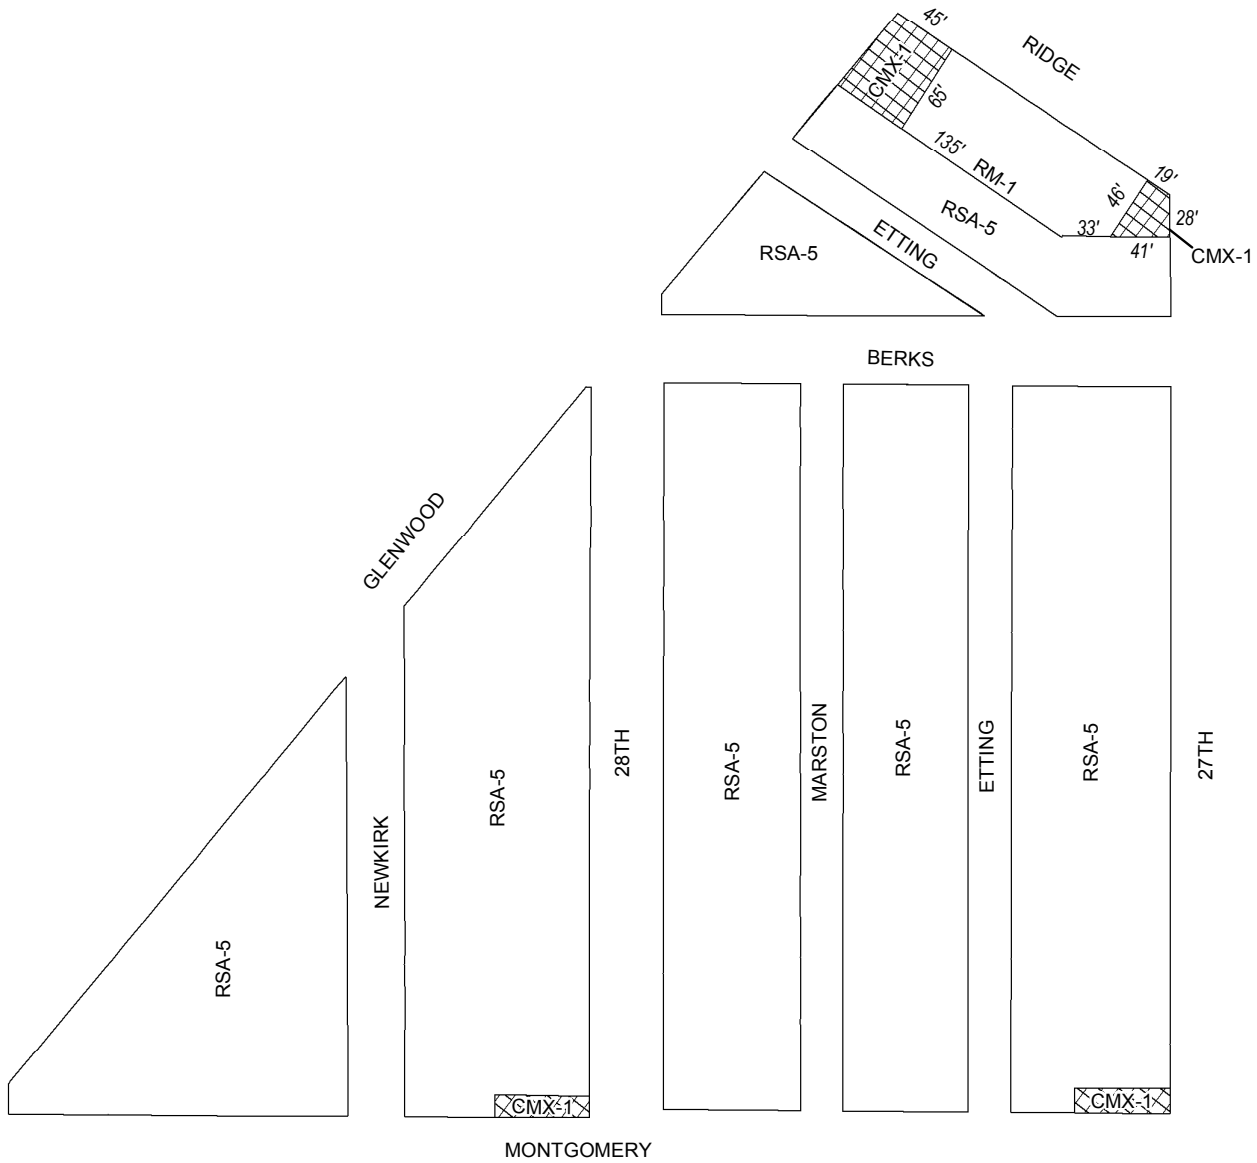 45'
RIDGE
CMX-1
65'
135'
RM-1
19'
46'
RSA-5
28'
33'
41'
CMX-1
RSA-5
ETTING
BERKS
GLENWOOD
28TH
MARSTON
ETTING
27TH
RSA-5
RSA-5
RSA-5
RSA-5
NEWKIRK
RSA-5
CMX-1
CMX-1
MONTGOMERY